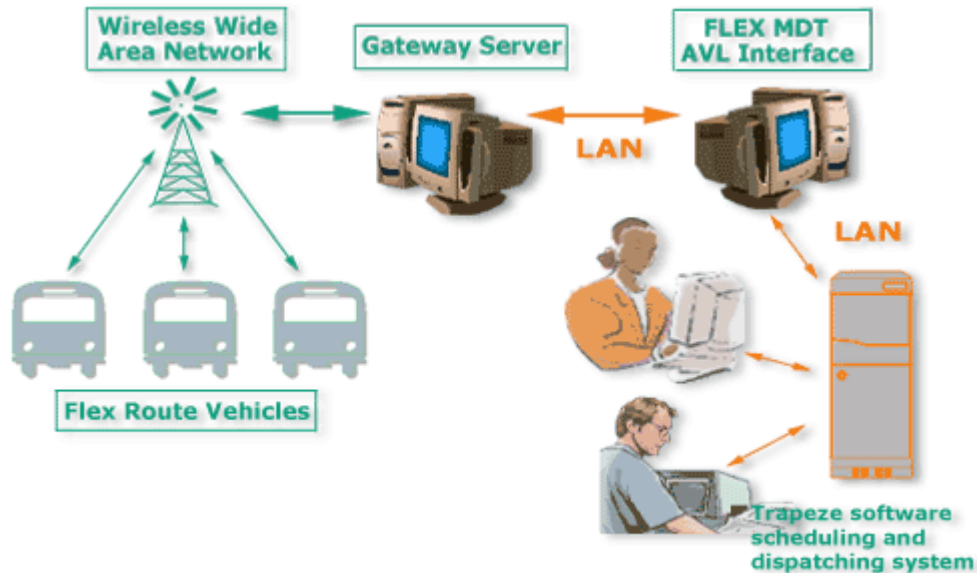 Wireless Wide
Area Network
Gateway Server
FLEX MDT
AVL Interface
LAN
LAN
Flex Route Vehicles
Trapeze software
scheduling and
dispatching system